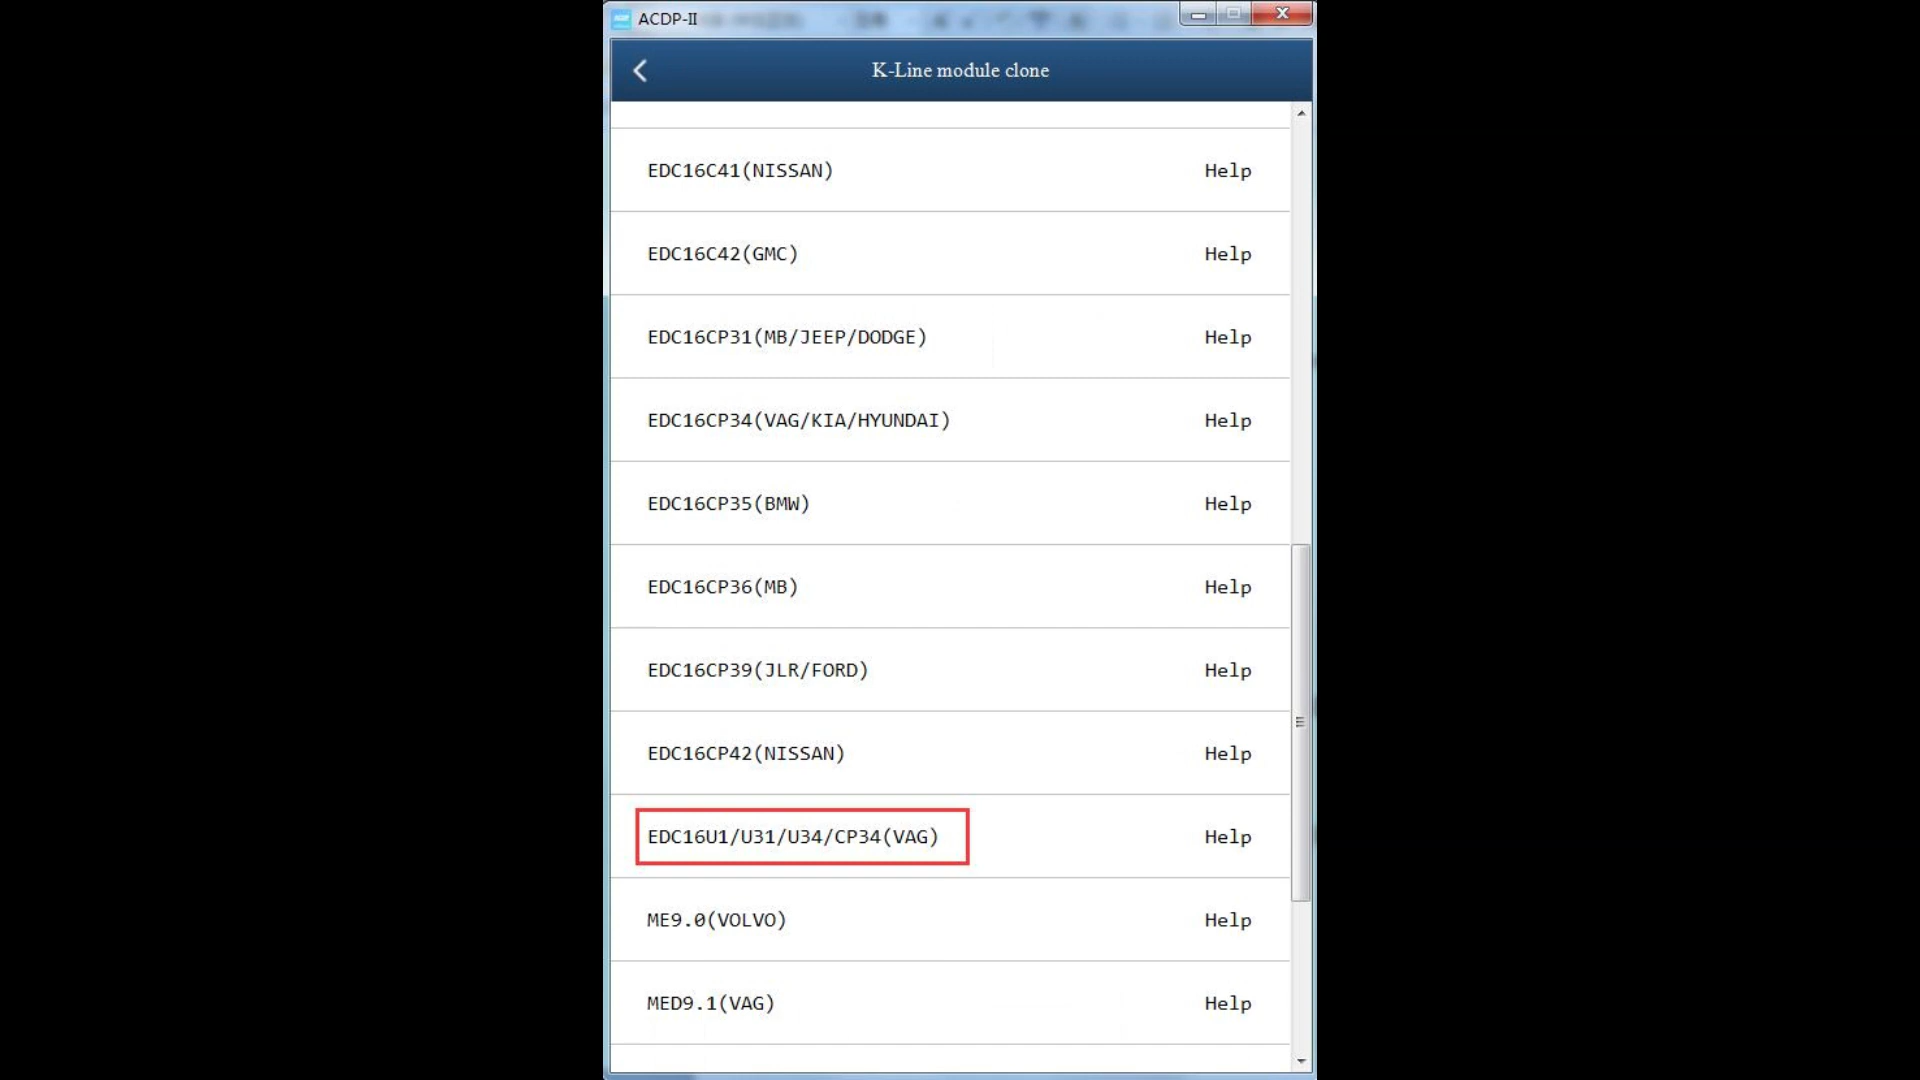 ACDP-II
K-Line module clone
EDC16C41(NISSAN) Help
EDC16C42(GMC) Help
EDC16CP31(MB/JEEP/DODGE) Help
EDC16CP34(VAG/KIA/HYUNDAI) Help
EDC16CP35(BMW) Help
EDC16CP36(MB) Help
EDC16CP39(JLR/FORD) Help
EDC16CP42(NISSAN) Help
EDC16U1/U31/U34/CP34(VAG) Help
ME9.0(VOLVO) Help
MED9.1(VAG) Help